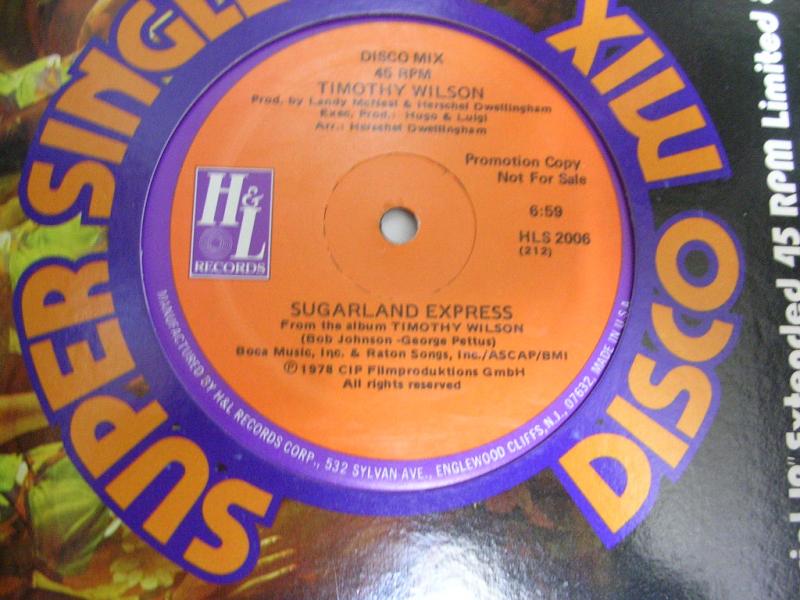 SUPER SINGLE
DISCO MIX
DISCO MIX
45 RPM
TIMOTHY WILSON
Prod. by Landy McNeal & Herschel Dwellingham
Exec. Prod.: Hugo & Luigi
Arr.: Herschel Dwellingham
Promotion Copy
Not For Sale
6:59
HLS 2006
(212)
H&L
RECORDS
SUGARLAND EXPRESS
From the album TIMOTHY WILSON
(Bob Johnson -George Pettus)
Boca Music, Inc. & Raton Songs, Inc./ASCAP/BMI
℗1978 CIP Filmproduktions GmbH
All rights reserved
MANUFACTURED BY H&L RECORDS CORP., 532 SYLVAN AVE., ENGLEWOOD CLIFFS, N.J., 07632, MADE IN U.S.A.
Extended 45 RPM Limited